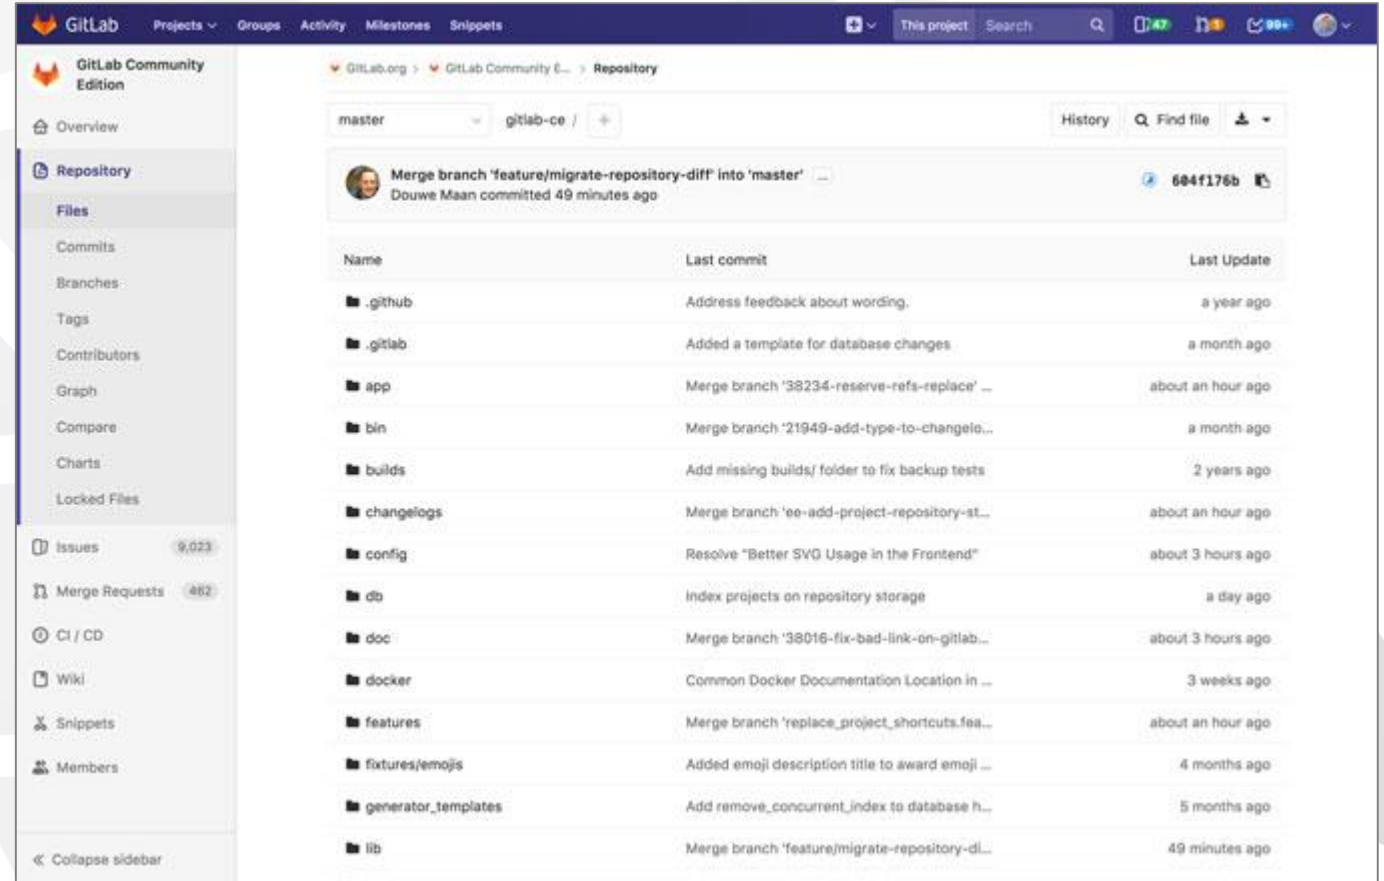 GitLab Projects Groups Activity Milestones Snippets This project Search 47 99+
GitLab Community
Edition
GitLab.org > GitLab Community E... > Repository
Overview
master gitlab-ce / + History Find file
Repository
Merge branch 'feature/migrate-repository-diff' into 'master' ...
Douwe Maan committed 49 minutes ago
604f176b
Files
Commits
Branches
Tags
Contributors
Graph
Compare
Charts
Locked Files
Issues 9,023
Merge Requests 462
CI / CD
Wiki
Snippets
Members
« Collapse sidebar
Name Last commit Last Update
.github Address feedback about wording. a year ago
.gitlab Added a template for database changes a month ago
app Merge branch '38234-reserve-refs-replace' ... about an hour ago
bin Merge branch '21949-add-type-to-changelo... a month ago
builds Add missing builds/ folder to fix backup tests 2 years ago
changelogs Merge branch 'ee-add-project-repository-st... about an hour ago
config Resolve "Better SVG Usage in the Frontend" about 3 hours ago
db Index projects on repository storage a day ago
doc Merge branch '38016-fix-bad-link-on-gitlab... about 3 hours ago
docker Common Docker Documentation Location in ... 3 weeks ago
features Merge branch 'replace_project_shortcuts.fea... about an hour ago
fixtures/emojis Added emoji description title to award emoji ... 4 months ago
generator_templates Add remove_concurrent_index to database h... 5 months ago
lib Merge branch 'feature/migrate-repository-di... 49 minutes ago